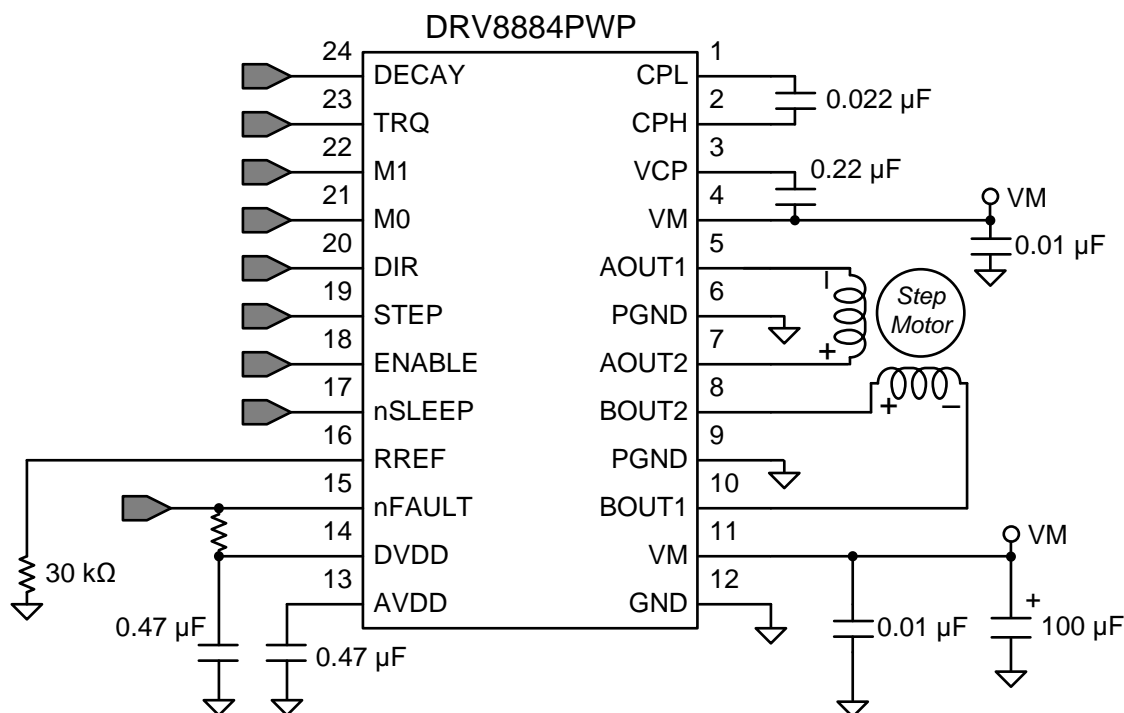 DRV8884PWP
24
DECAY
23
TRQ
22
M1
21
M0
20
DIR
19
STEP
18
ENABLE
17
nSLEEP
16
RREF
15
nFAULT
14
DVDD
13
AVDD
1
CPL
2
CPH
3
VCP
4
VM
5
AOUT1
6
PGND
7
AOUT2
8
BOUT2
9
PGND
10
BOUT1
11
VM
12
GND
0.022 µF
0.22 µF
VM
0.01 µF
–
+
Step
Motor
+ –
VM
0.01 µF
+
100 µF
30 kΩ
0.47 µF
0.47 µF